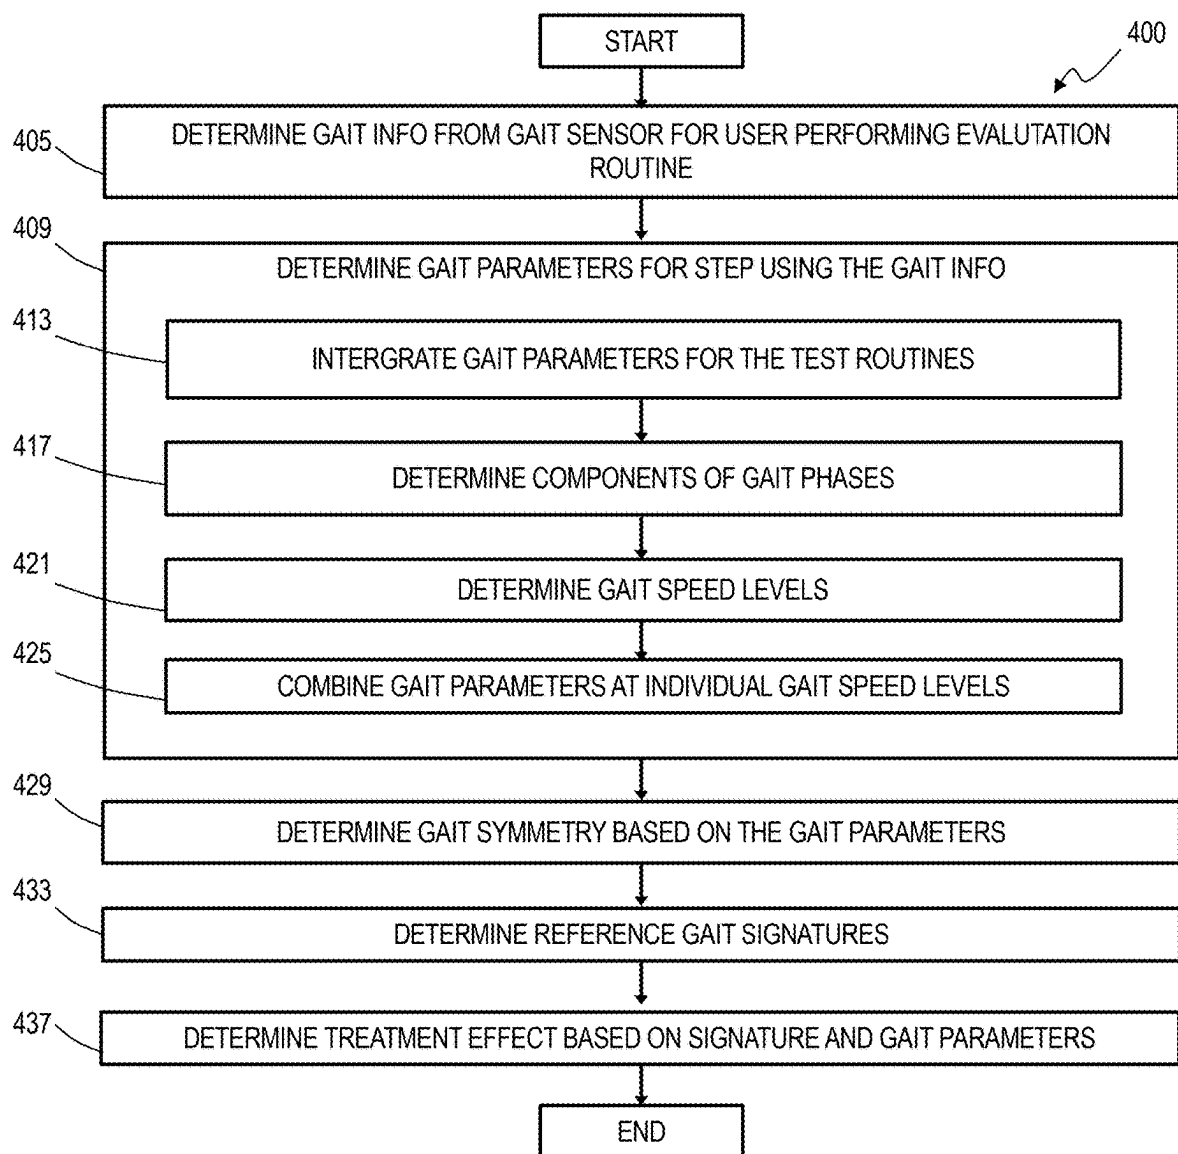 START
400
405
DETERMINE GAIT INFO FROM GAIT SENSOR FOR USER PERFORMING EVALUTATION
ROUTINE
409
DETERMINE GAIT PARAMETERS FOR STEP USING THE GAIT INFO
413
INTERGRATE GAIT PARAMETERS FOR THE TEST ROUTINES
417
DETERMINE COMPONENTS OF GAIT PHASES
421
DETERMINE GAIT SPEED LEVELS
425
COMBINE GAIT PARAMETERS AT INDIVIDUAL GAIT SPEED LEVELS
429
DETERMINE GAIT SYMMETRY BASED ON THE GAIT PARAMETERS
433
DETERMINE REFERENCE GAIT SIGNATURES
437
DETERMINE TREATMENT EFFECT BASED ON SIGNATURE AND GAIT PARAMETERS
END